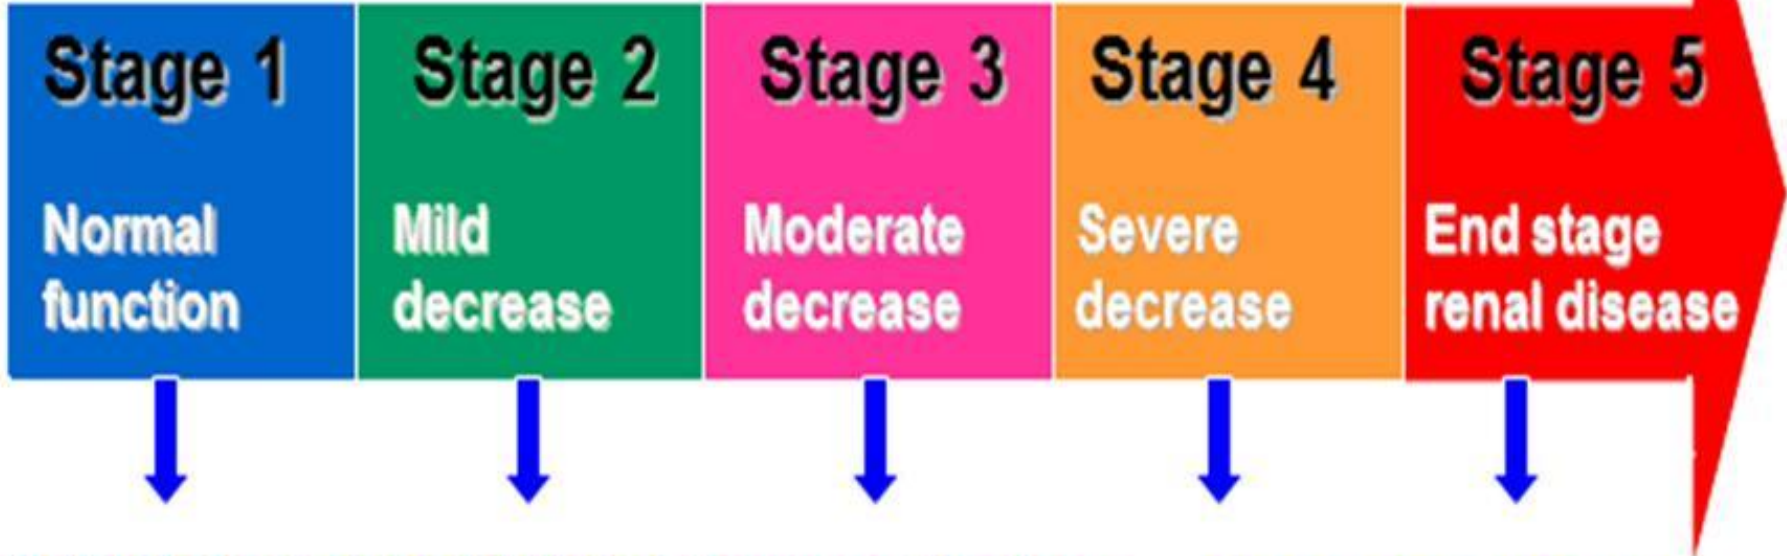 Stage 1
Normal
function
Stage 2
Mild
decrease
Stage 3
Moderate
decrease
Stage 4
Severe
decrease
Stage 5
End stage
renal disease